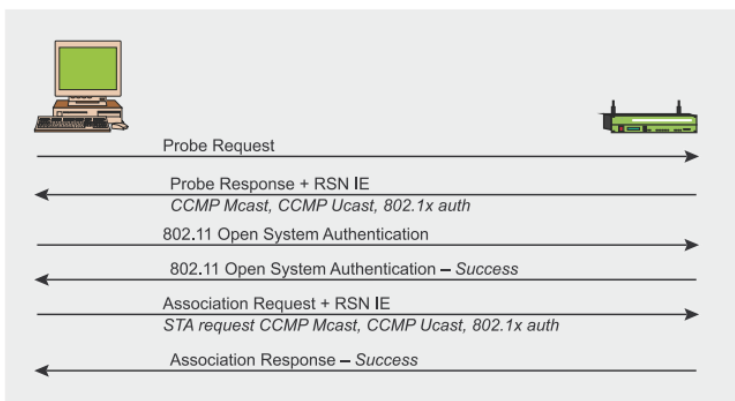 Probe Request
Probe Response + RSN IE
CCMP Mcast, CCMP Ucast, 802.1x auth
802.11 Open System Authentication
802.11 Open System Authentication – Success
Association Request + RSN IE
STA request CCMP Mcast, CCMP Ucast, 802.1x auth
Association Response – Success